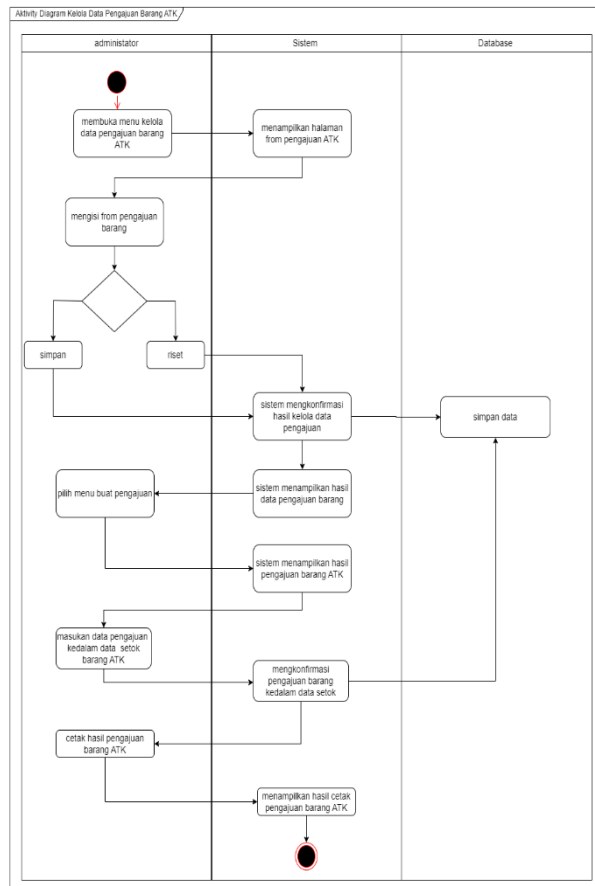 Aktivity Diagram Kelola Data Pengajuan Barang ATK
administator
Sistem
Database
membuka menu kelola
data pengajuan barang
ATK
menampilkan halaman
from pengajuan ATK
mengisi from pengajuan
barang
simpan
riset
sistem mengkonfirmasi
hasil kelola data
pengajuan
simpan data
pilih menu buat pengajuan
sistem menampilkan hasil
data pengajuan barang
sistem menampilkan hasil
pengajuan barang ATK
masukan data pengajuan
kedalam data setok
barang ATK
mengkonfirmasi
pengajuan barang
kedalam data setok
cetak hasil pengajuan
barang ATK
menampilkan hasil cetak
pengajuan barang ATK